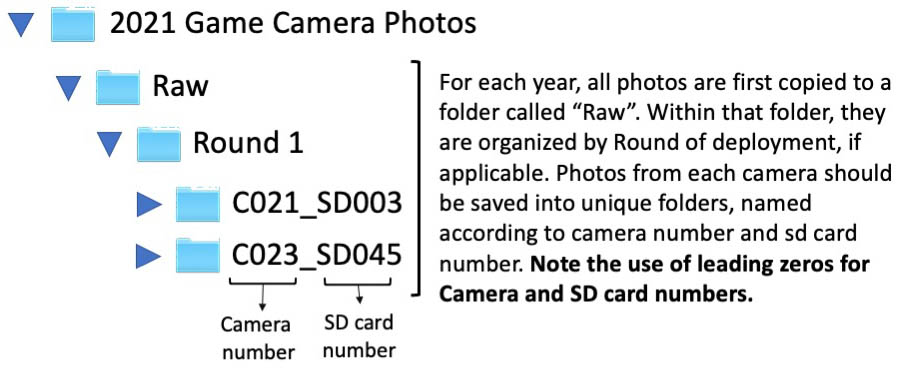 2021 Game Camera Photos
Raw
Round 1
C021_SD003
C023_SD045
Camera
number
SD card
number
For each year, all photos are first copied to a
folder called “Raw”. Within that folder, they
are organized by Round of deployment, if
applicable. Photos from each camera should
be saved into unique folders, named
according to camera number and sd card
number. Note the use of leading zeros for
Camera and SD card numbers.